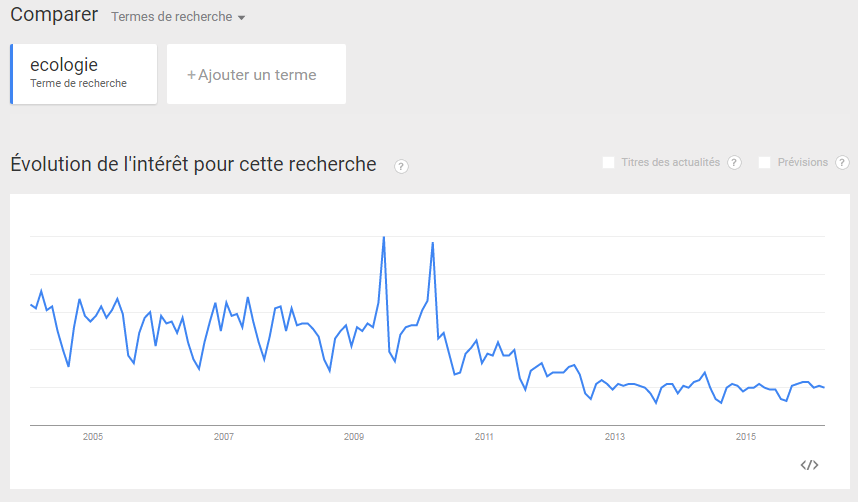 Comparer Termes de recherche
ecologie
Terme de recherche
+ Ajouter un terme
Évolution de l'intérêt pour cette recherche ?
Titres des actualités ? Prévisions ?
2005 2007 2009 2011 2013 2015
</>